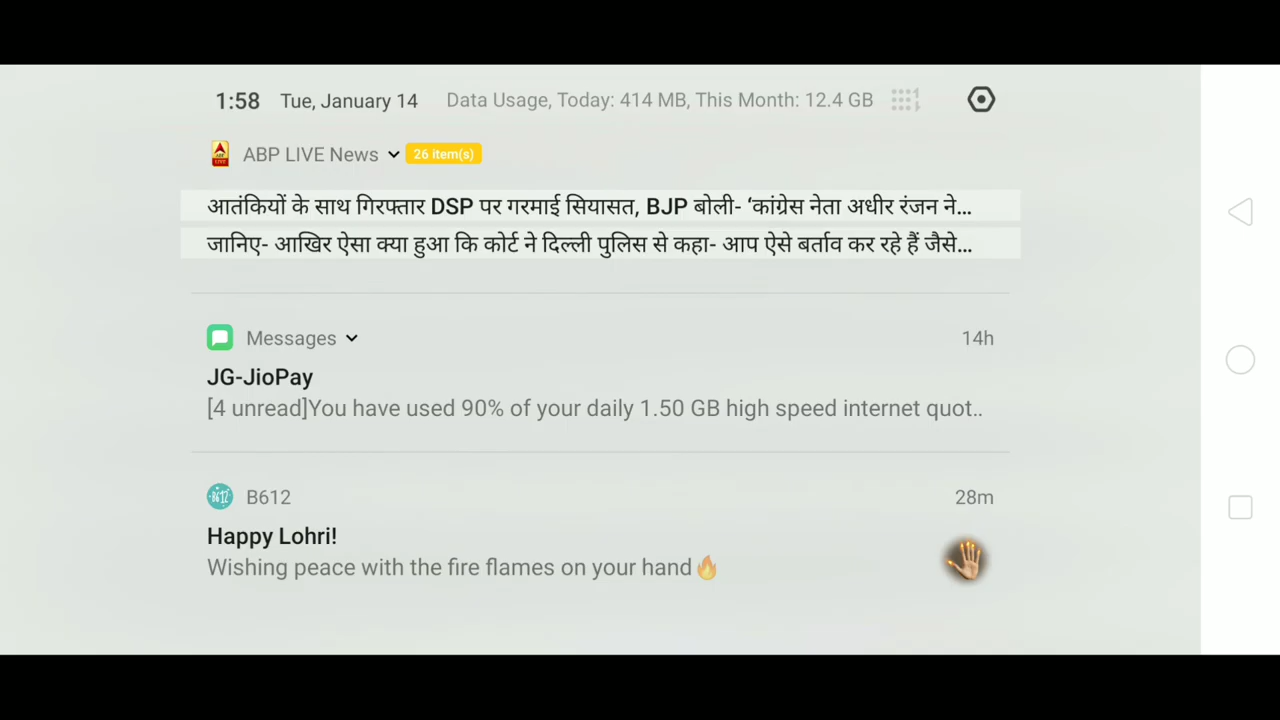 1:58 Tue, January 14 Data Usage, Today: 414 MB, This Month: 12.4 GB
ABP LIVE News 26 item(s)
आतंकियों के साथ गिरफ्तार DSP पर गरमाई सियासत, BJP बोली- ‘कांग्रेस नेता अधीर रंजन ने...
जानिए- आखिर ऐसा क्या हुआ कि कोर्ट ने दिल्ली पुलिस से कहा- आप ऐसे बर्ताव कर रहे हैं जैसे...
Messages 14h
JG-JioPay
[4 unread]You have used 90% of your daily 1.50 GB high speed internet quot..
B612 28m
Happy Lohri!
Wishing peace with the fire flames on your hand🔥